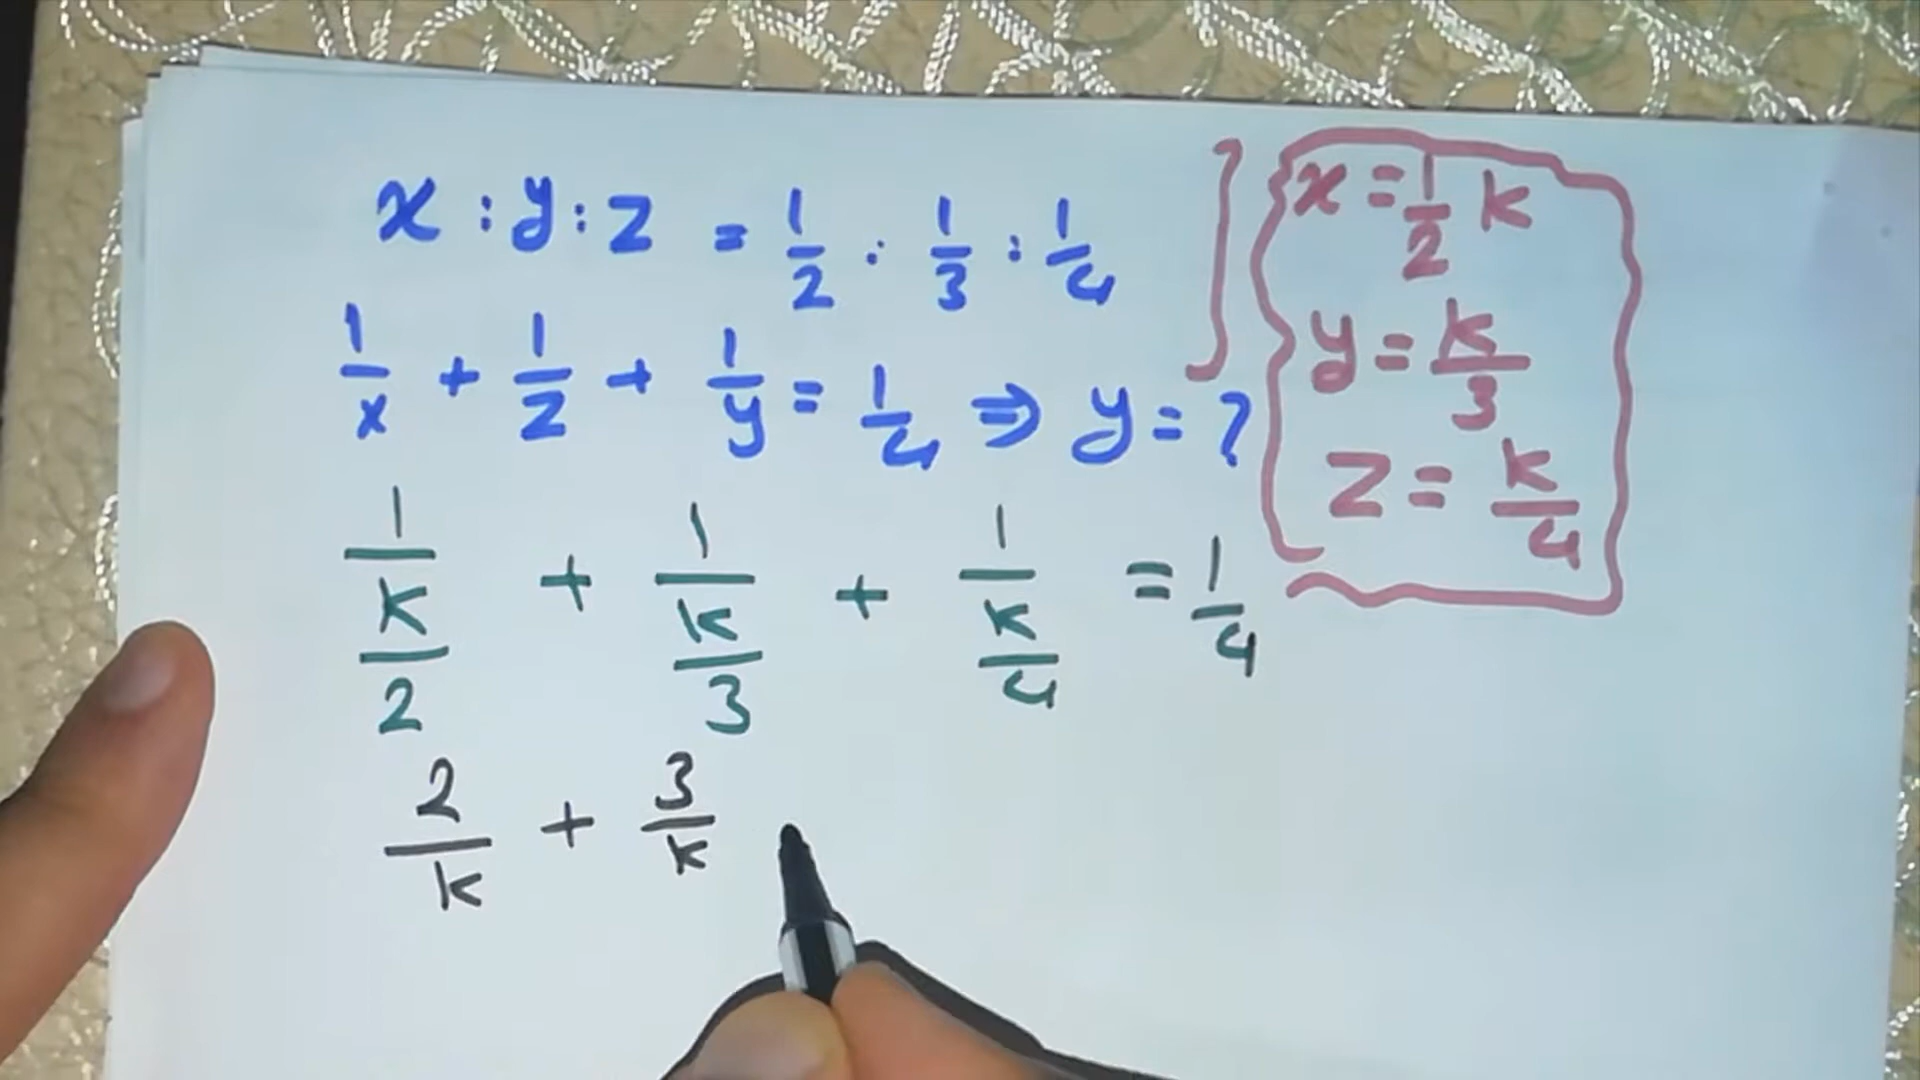 x : y : z = 1/2 : 1/3 : 1/4
1/x + 1/z + 1/y = 1/4 ⇒ y = ?
x = 1/2 k
y = k/3
z = k/4
1/(k/2) + 1/(k/3) + 1/(k/4) = 1/4
2/k + 3/k